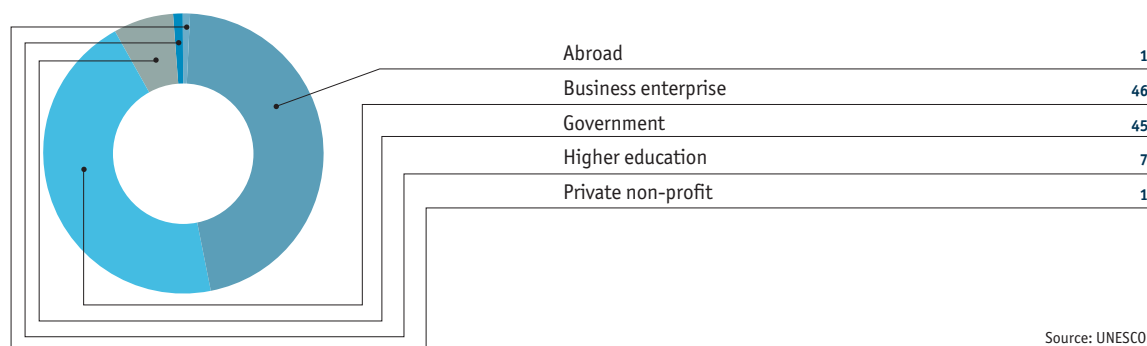 Abroad 1
Business enterprise 46
Government 45
Higher education 7
Private non-profit 1
Source: UNESCO